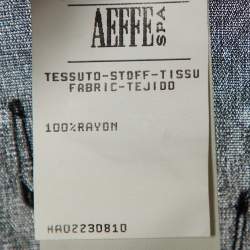 AEFFE SPA
TESSUTO-STOFF-TISSU
FABRIC-TEJIDO
100%RAYON
HA02230810